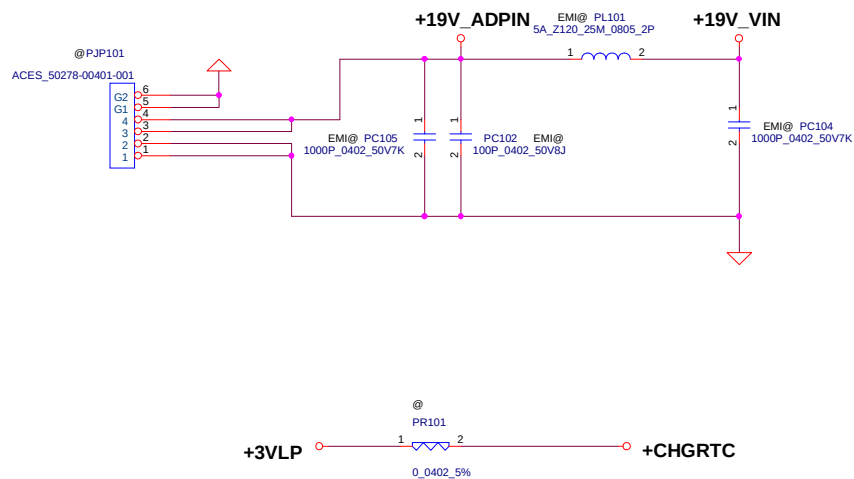 +19V_ADPIN
EMI@ PL101
5A_Z120_25M_0805_2P
+19V_VIN
1
2
@PJP101
ACES_50278-00401-001
G2
6
G1
5
4
4
3
3
2
2
1
1
1
2
EMI@ PC105
1000P_0402_50V7K
1
2
PC102 EMI@
100P_0402_50V8J
1
2
EMI@ PC104
1000P_0402_50V7K
@
PR101
+3VLP
1
2
+CHGRTC
0_0402_5%